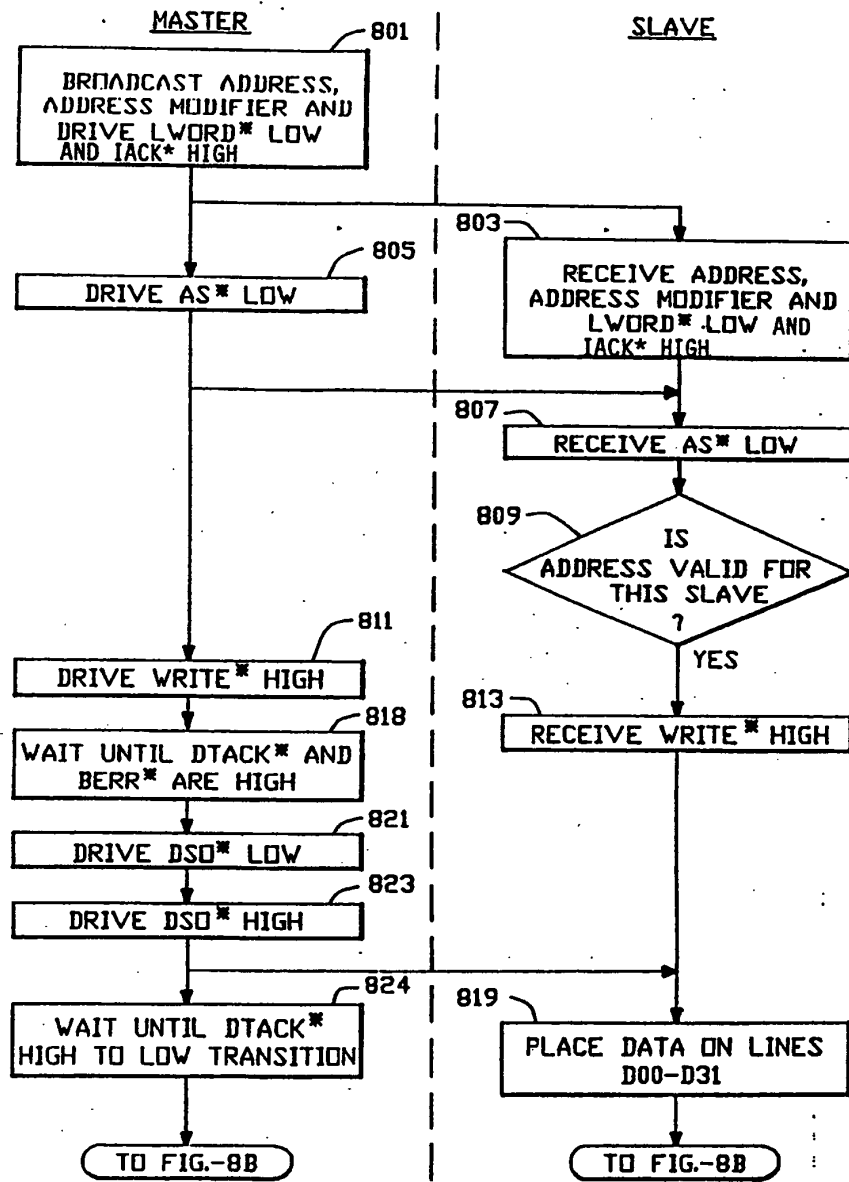 MASTER
801
BROADCAST ADDRESS,
ADDRESS MODIFIER AND
DRIVE LWORD* LOW
AND IACK* HIGH
805
DRIVE AS* LOW
811
DRIVE WRITE* HIGH
818
WAIT UNTIL DTACK* AND
BERR* ARE HIGH
821
DRIVE DS0* LOW
823
DRIVE DS0* HIGH
824
WAIT UNTIL DTACK*
HIGH TO LOW TRANSITION
TO FIG.-8B
SLAVE
803
RECEIVE ADDRESS,
ADDRESS MODIFIER AND
LWORD* LOW AND
IACK* HIGH
807
RECEIVE AS* LOW
809
IS
ADDRESS VALID FOR
THIS SLAVE
?
YES
813
RECEIVE WRITE* HIGH
819
PLACE DATA ON LINES
D00-D31
TO FIG.-8B